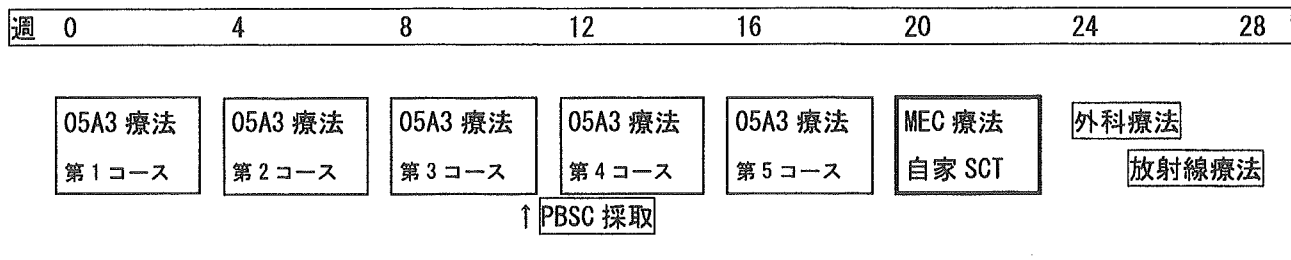 週 0 4 8 12 16 20 24 28
05A3 療法 05A3 療法 05A3 療法 05A3 療法 05A3 療法 MEC 療法 外科療法
第1コース 第2コース 第3コース 第4コース 第5コース 自家 SCT 放射線療法
↑ PBSC 採取